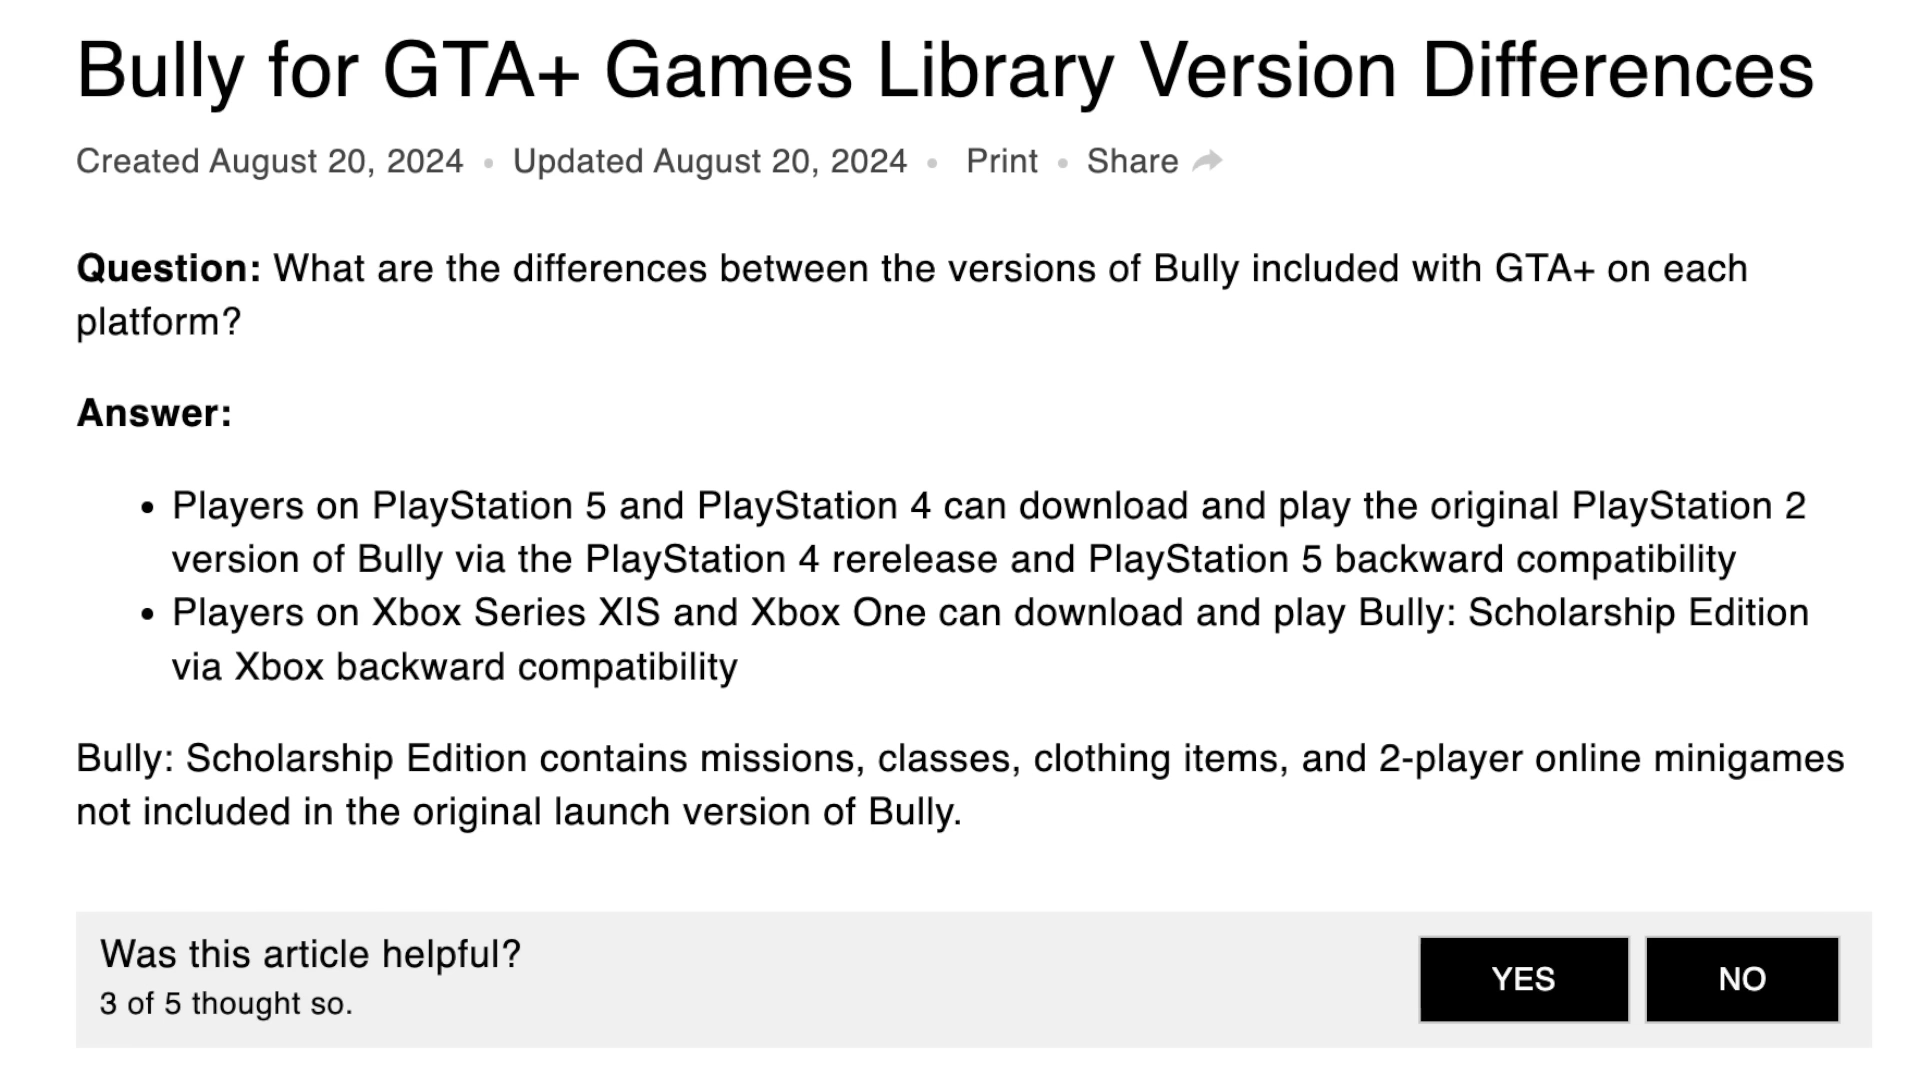 Bully for GTA+ Games Library Version Differences
Created August 20, 2024 • Updated August 20, 2024 • Print • Share
Question: What are the differences between the versions of Bully included with GTA+ on each
platform?
Answer:
• Players on PlayStation 5 and PlayStation 4 can download and play the original PlayStation 2
version of Bully via the PlayStation 4 rerelease and PlayStation 5 backward compatibility
• Players on Xbox Series XIS and Xbox One can download and play Bully: Scholarship Edition
via Xbox backward compatibility
Bully: Scholarship Edition contains missions, classes, clothing items, and 2-player online minigames
not included in the original launch version of Bully.
Was this article helpful?
3 of 5 thought so.
YES
NO